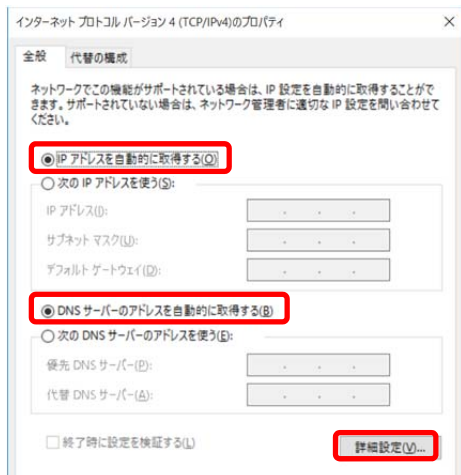 インターネット プロトコル バージョン 4 (TCP/IPv4)のプロパティ
全般
代替の構成
ネットワークでこの機能がサポートされている場合は、IP 設定を自動的に取得することがで
きます。サポートされていない場合は、ネットワーク管理者に適切な IP 設定を問い合わせて
ください。
IP アドレスを自動的に取得する(O)
次の IP アドレスを使う(S):
IP アドレス(I):
サブネット マスク(U):
デフォルト ゲートウェイ(D):
DNS サーバーのアドレスを自動的に取得する(B)
次の DNS サーバーのアドレスを使う(E):
優先 DNS サーバー(P):
代替 DNS サーバー(A):
終了時に設定を検証する(L)
詳細設定(V)...